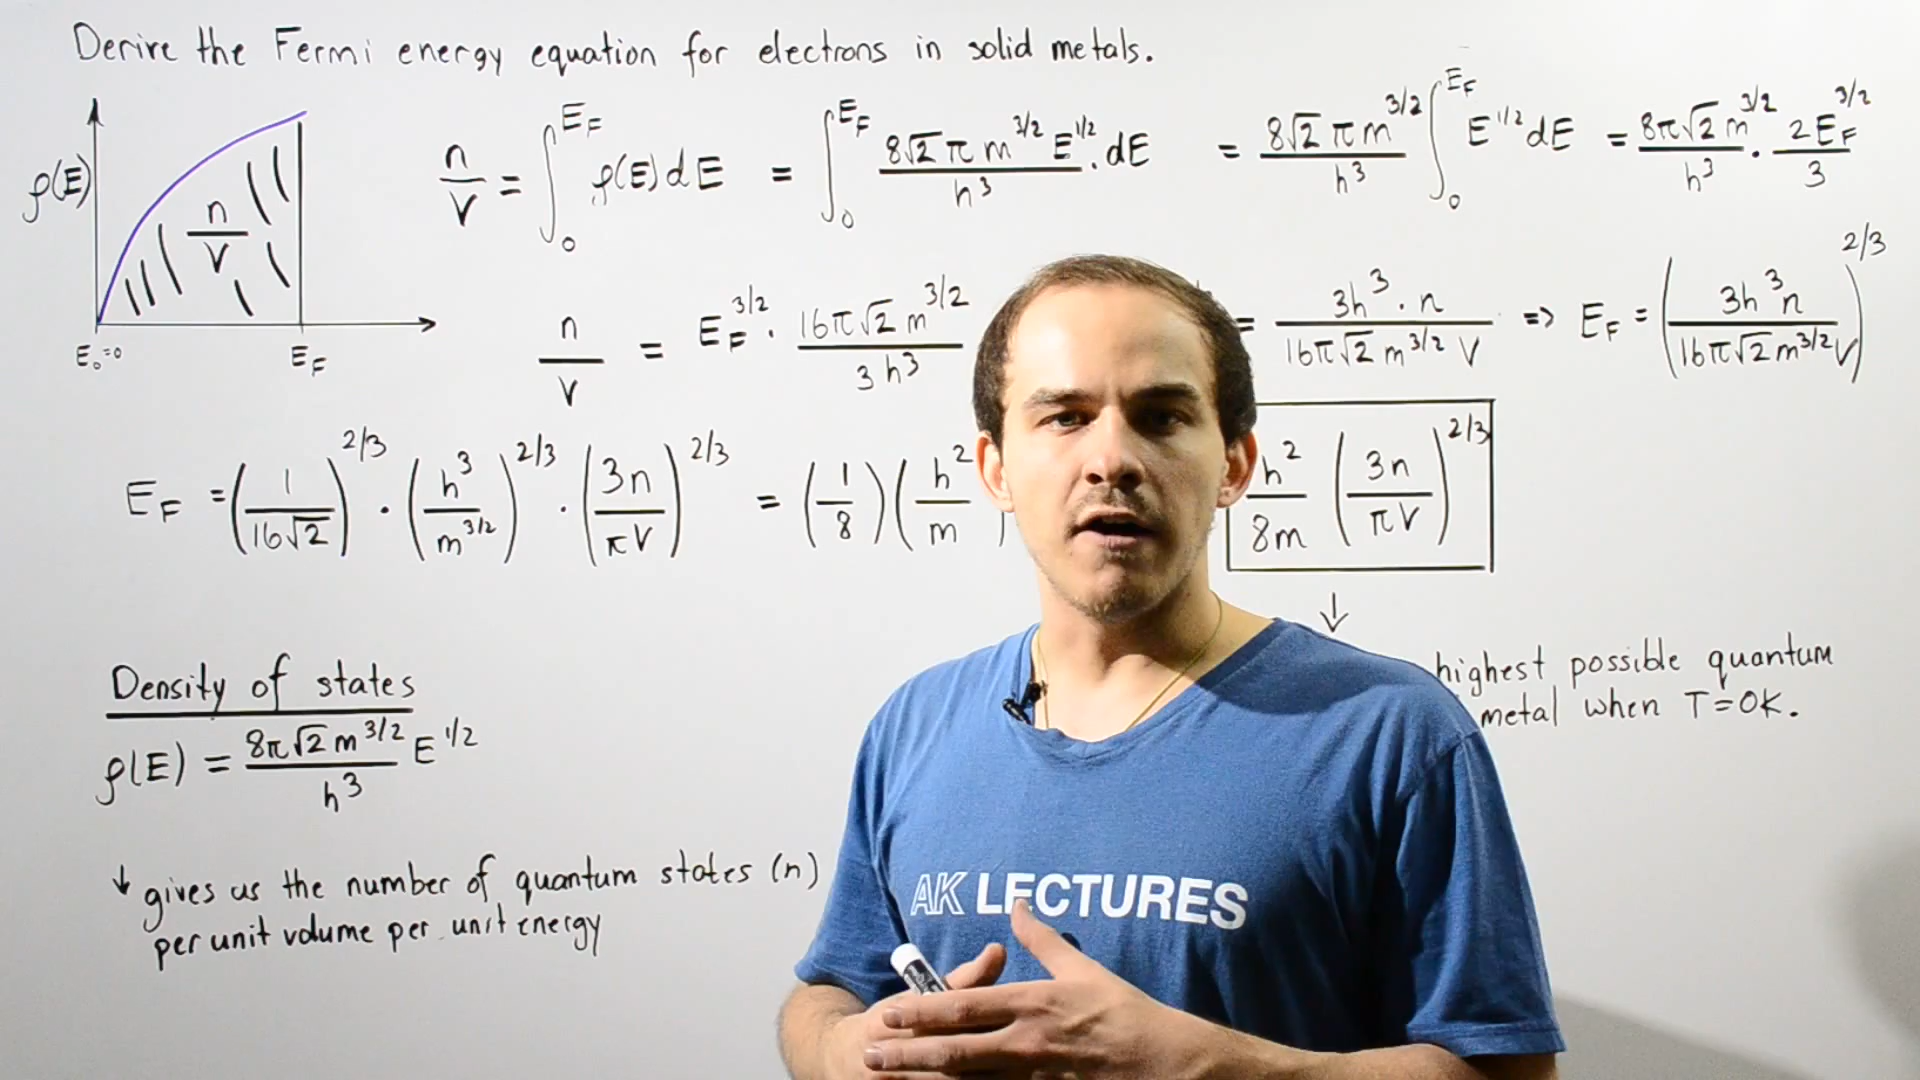 Derive the Fermi energy equation for electrons in solid metals.
ρ(E)
n/V
E₀=0
E_F
n/V = ∫₀^{E_F} ρ(E)dE = ∫₀^{E_F} 8√2 π m^{3/2} E^{1/2}/h³ · dE = 8√2 π m^{3/2}/h³ ∫₀^{E_F} E^{1/2} dE = 8π√2 m^{3/2}/h³ · 2E_F^{3/2}/3
n/V = E_F^{3/2} · 16π√2 m^{3/2}/3h³
= 3h³·n/16π√2 m^{3/2} V => E_F = (3h³n/16π√2 m^{3/2} V)^{2/3}
E_F = (1/16√2)^{2/3} · (h³/m^{3/2})^{2/3} · (3n/πV)^{2/3} = (1/8)(h²/m
h²/8m (3n/πV)^{2/3}
↓
highest possible quantum
metal when T=0K.
Density of states
ρ(E) = 8π√2 m^{3/2}/h³ E^{1/2}
↓ gives us the number of quantum states (n)
per unit volume per unit energy
AK LECTURES